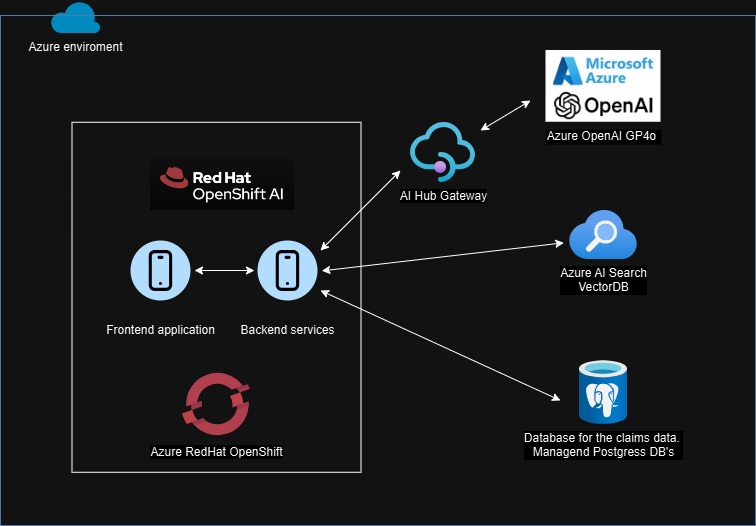 Azure enviroment
Microsoft
Azure
OpenAI
Azure OpenAI GP4o
Red Hat
OpenShift AI
AI Hub Gateway
Azure AI Search
VectorDB
Frontend application
Backend services
Azure RedHat OpenShift
Database for the claims data.
Managend Postgress DB's